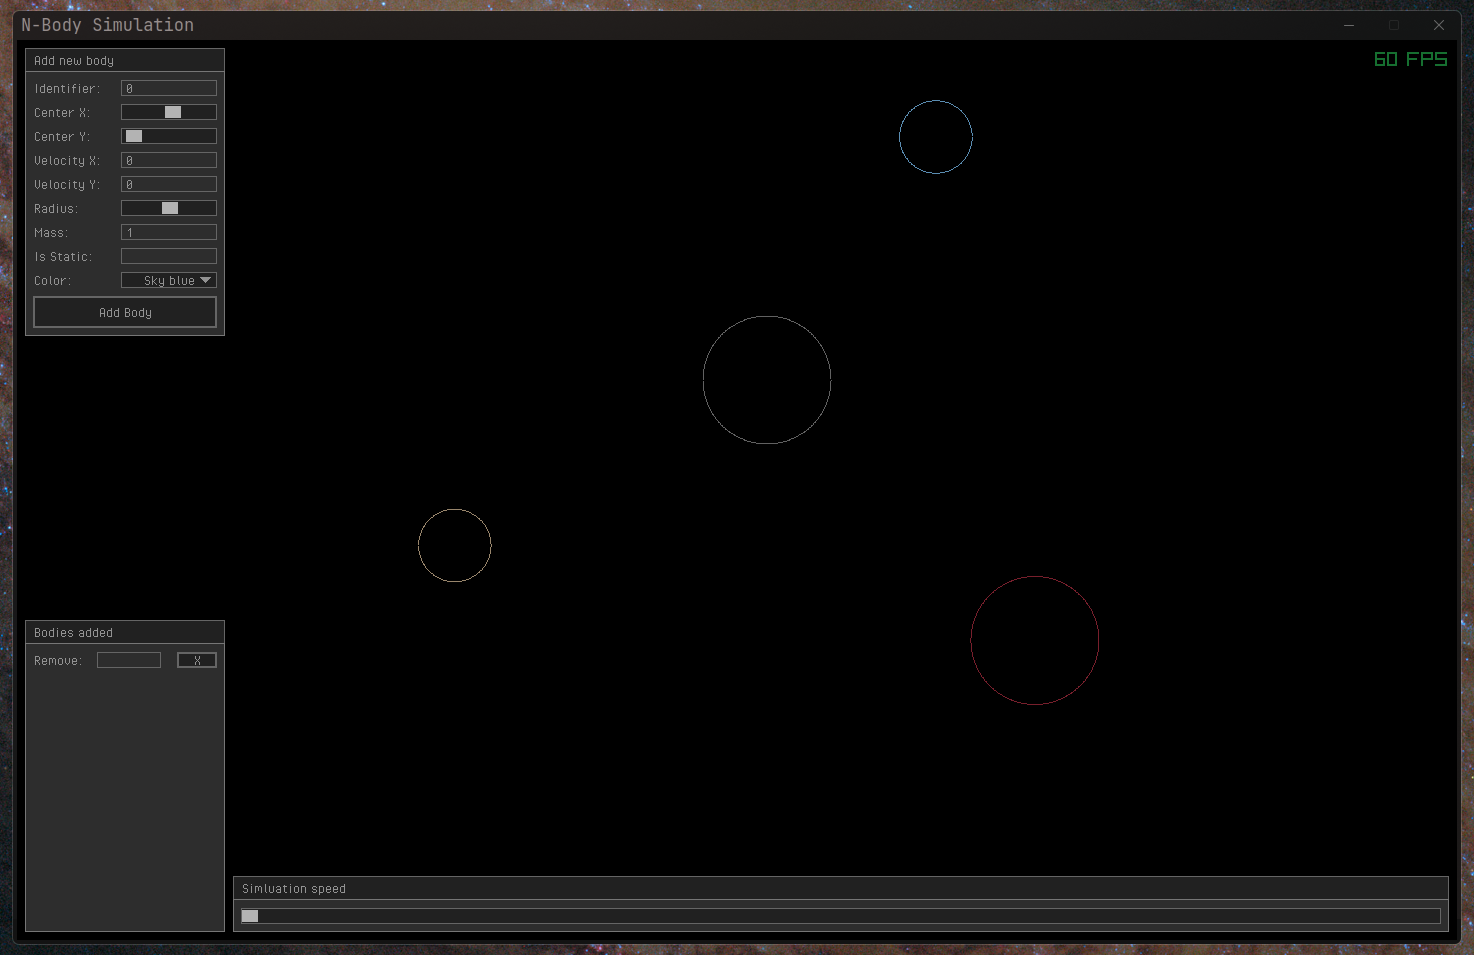 N-Body Simulation
60 FPS
Add new body
Identifier: 0
Center X:
Center Y:
Velocity X: 0
Velocity Y: 0
Radius:
Mass: 1
Is Static:
Color: Sky blue
Add Body
Bodies added
Remove: X
Simluation speed